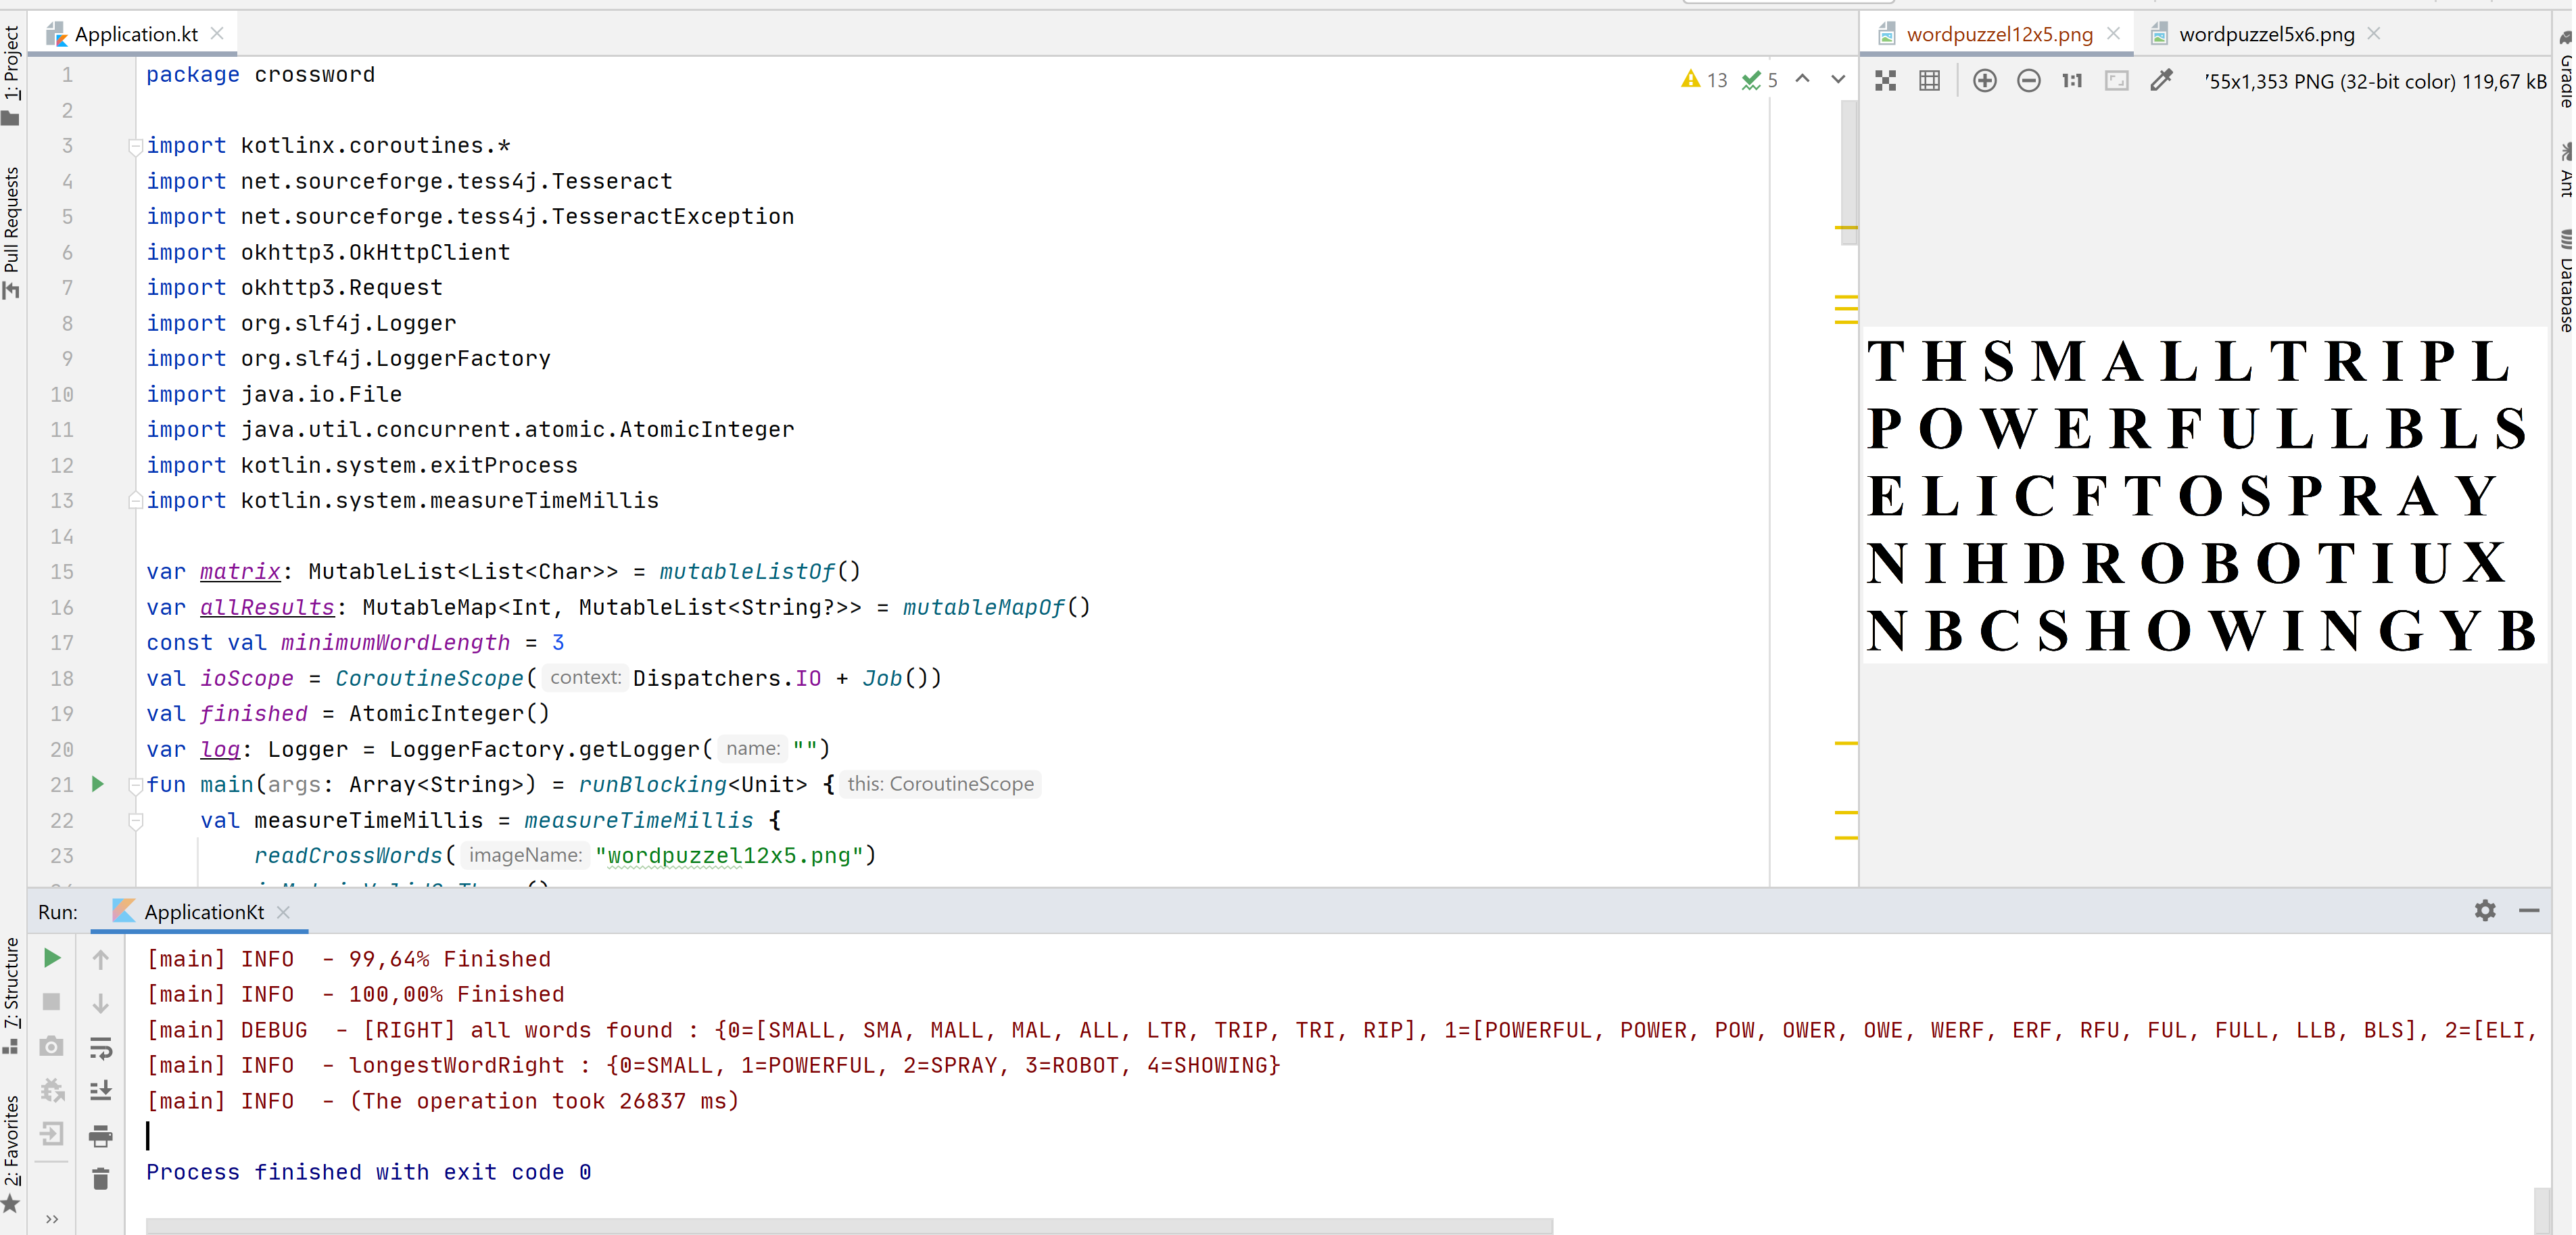 1: Project
Pull Requests
7: Structure
2: Favorites
Application.kt
13 5
1 package crossword
2
3 import kotlinx.coroutines.*
4 import net.sourceforge.tess4j.Tesseract
5 import net.sourceforge.tess4j.TesseractException
6 import okhttp3.OkHttpClient
7 import okhttp3.Request
8 import org.slf4j.Logger
9 import org.slf4j.LoggerFactory
10 import java.io.File
11 import java.util.concurrent.atomic.AtomicInteger
12 import kotlin.system.exitProcess
13 import kotlin.system.measureTimeMillis
14
15 var matrix: MutableList<List<Char>> = mutableListOf()
16 var allResults: MutableMap<Int, MutableList<String?>> = mutableMapOf()
17 const val minimumWordLength = 3
18 val ioScope = CoroutineScope( context: Dispatchers.IO + Job())
19 val finished = AtomicInteger()
20 var log: Logger = LoggerFactory.getLogger( name: "")
21 fun main(args: Array<String>) = runBlocking<Unit> { this: CoroutineScope
22 val measureTimeMillis = measureTimeMillis {
23 readCrossWords( imageName: "wordpuzzel12x5.png")
wordpuzzel12x5.png wordpuzzel5x6.png
1:1 755x1,353 PNG (32-bit color) 119,67 kB
T H S M A L L T R I P L
P O W E R F U L L B L S
E L I C F T O S P R A Y
N I H D R O B O T I U X
N B C S H O W I N G Y B
Gradle
Ant
Database
Run: ApplicationKt
[main] INFO  - 99,64% Finished
[main] INFO  - 100,00% Finished
[main] DEBUG  - [RIGHT] all words found : {0=[SMALL, SMA, MALL, MAL, ALL, LTR, TRIP, TRI, RIP], 1=[POWERFUL, POWER, POW, OWER, OWE, WERF, ERF, RFU, FUL, FULL, LLB, BLS], 2=[ELI,
[main] INFO  - longestWordRight : {0=SMALL, 1=POWERFUL, 2=SPRAY, 3=ROBOT, 4=SHOWING}
[main] INFO  - (The operation took 26837 ms)
Process finished with exit code 0